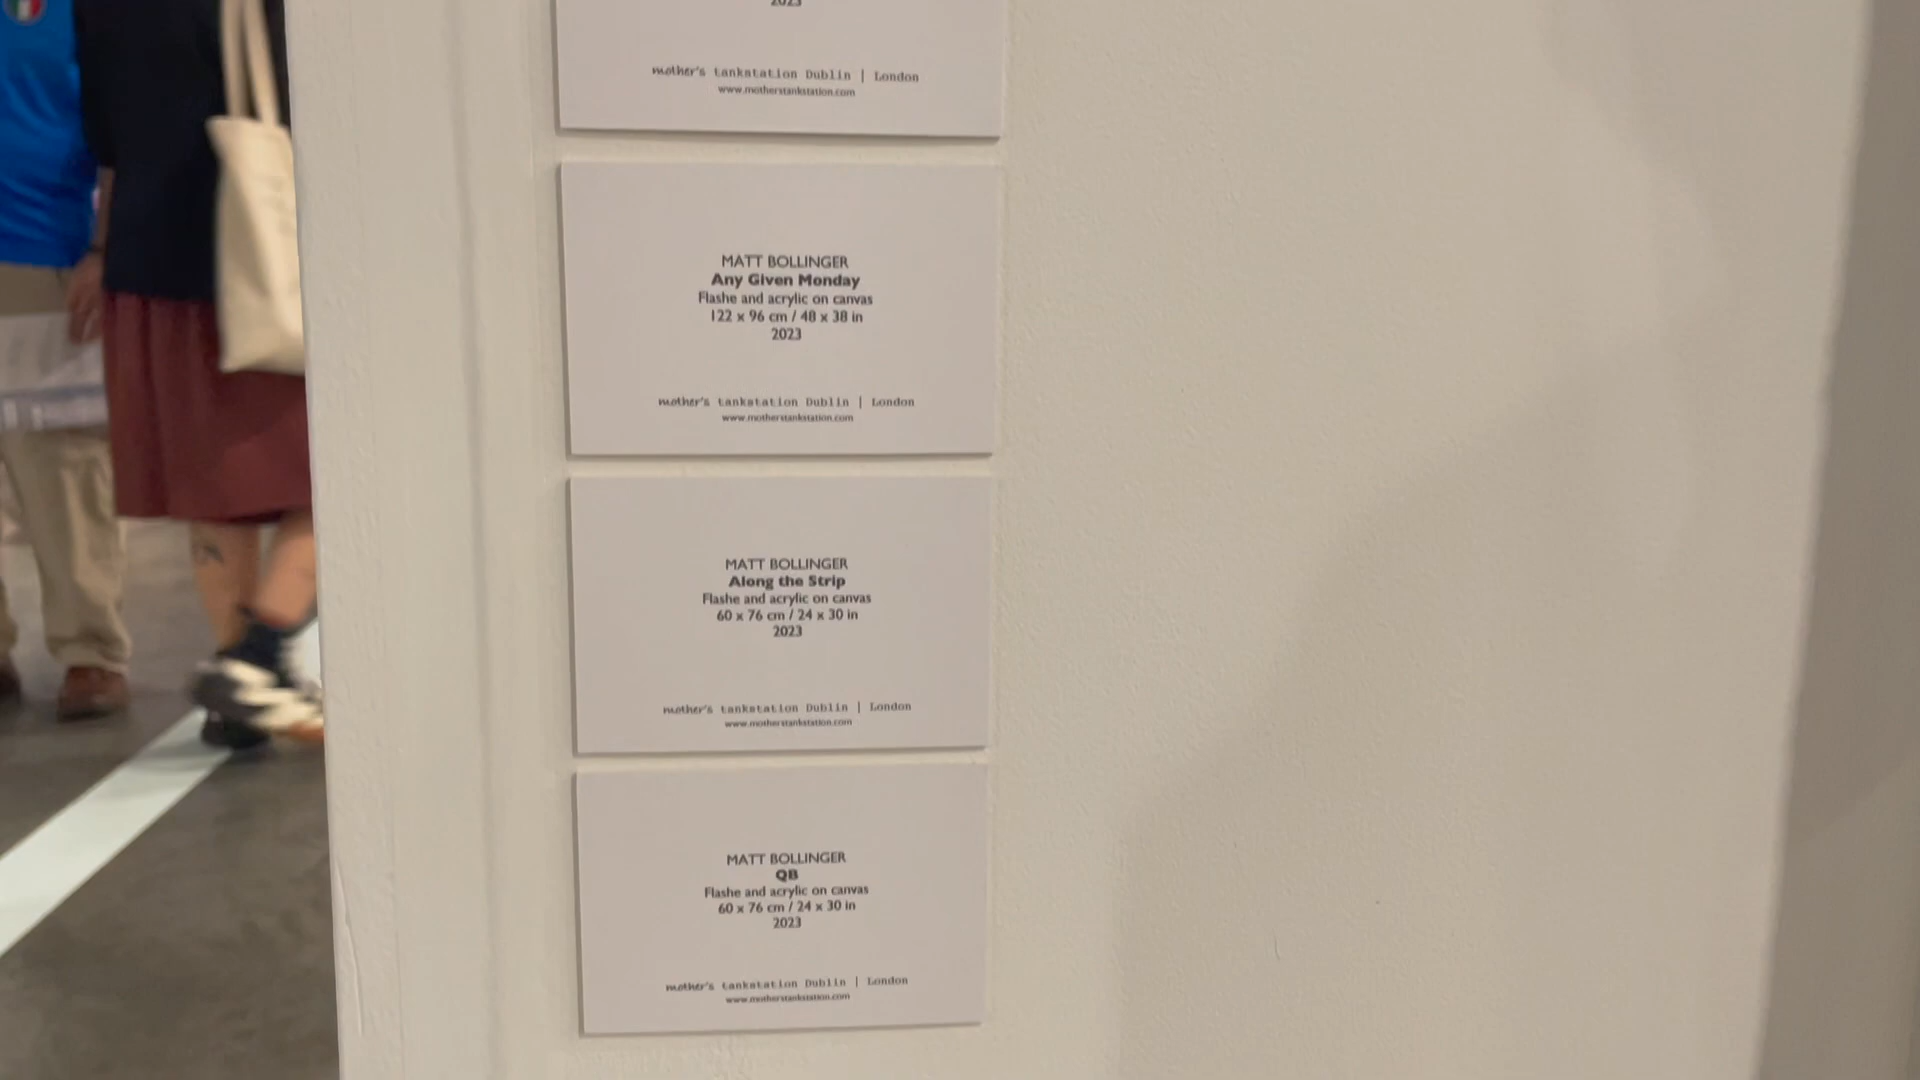 2023
mother's tankstation Dublin | London
www.motherstankstation.com
MATT BOLLINGER
Any Given Monday
Flashe and acrylic on canvas
122 x 96 cm / 48 x 38 in
2023
mother's tankstation Dublin | London
www.motherstankstation.com
MATT BOLLINGER
Along the Strip
Flashe and acrylic on canvas
60 x 76 cm / 24 x 30 in
2023
mother's tankstation Dublin | London
www.motherstankstation.com
MATT BOLLINGER
QB
Flashe and acrylic on canvas
60 x 76 cm / 24 x 30 in
2023
mother's tankstation Dublin | London
www.motherstankstation.com